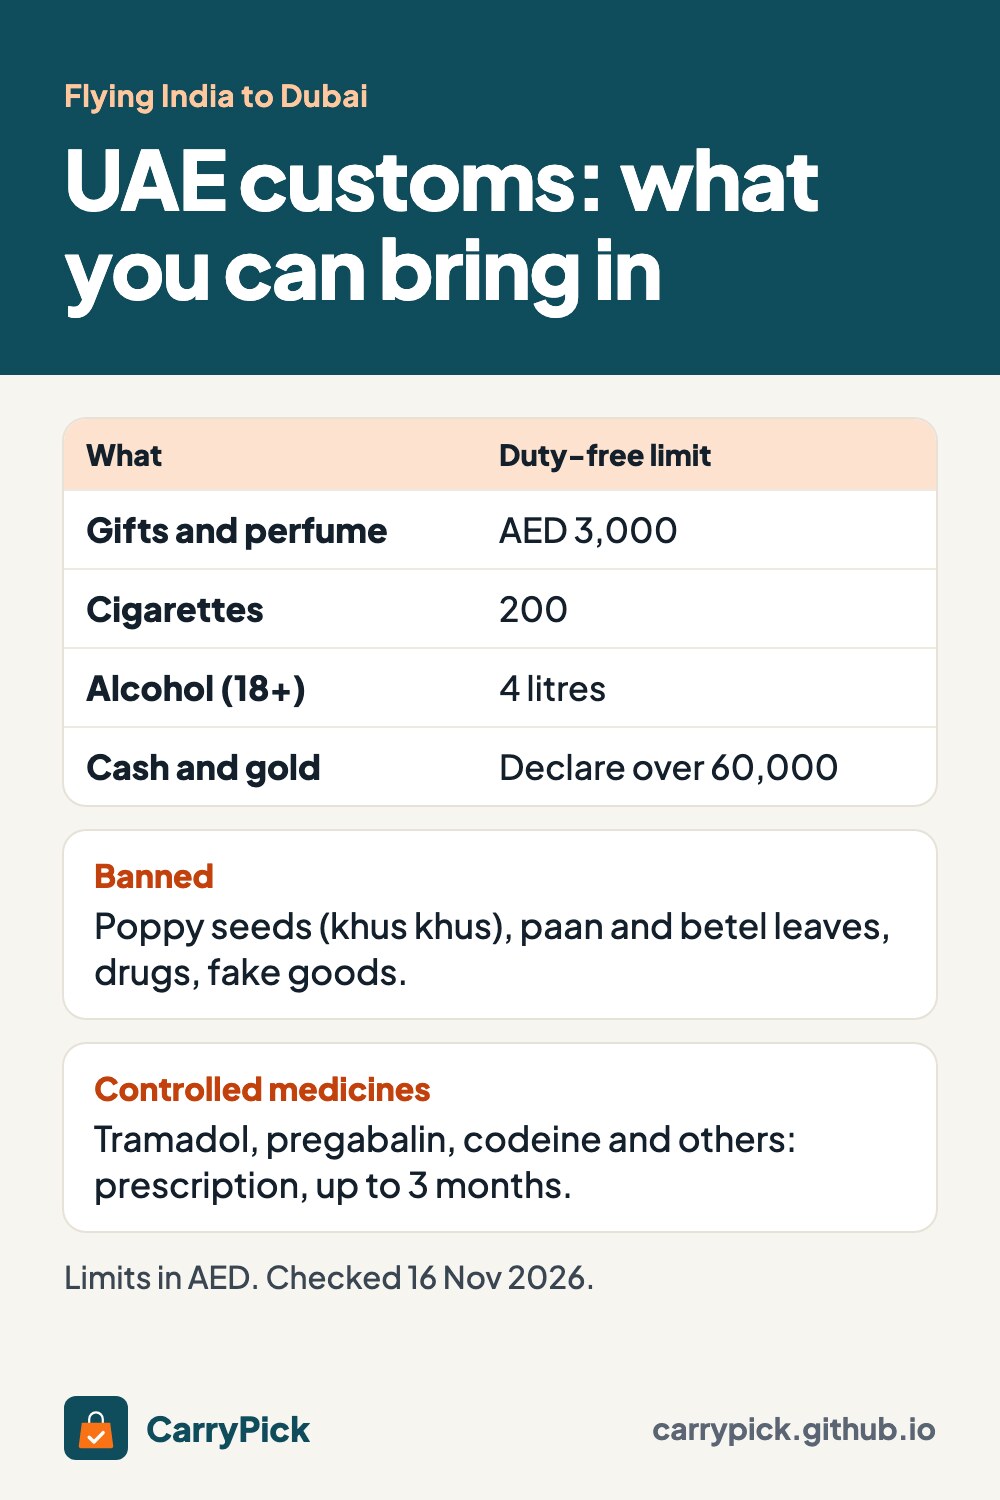 Flying India to Dubai
UAE customs: what
you can bring in
What Duty-free limit
Gifts and perfume AED 3,000
Cigarettes 200
Alcohol (18+) 4 litres
Cash and gold Declare over 60,000
Banned
Poppy seeds (khus khus), paan and betel leaves,
drugs, fake goods.
Controlled medicines
Tramadol, pregabalin, codeine and others:
prescription, up to 3 months.
Limits in AED. Checked 16 Nov 2026.
CarryPick carrypick.github.io